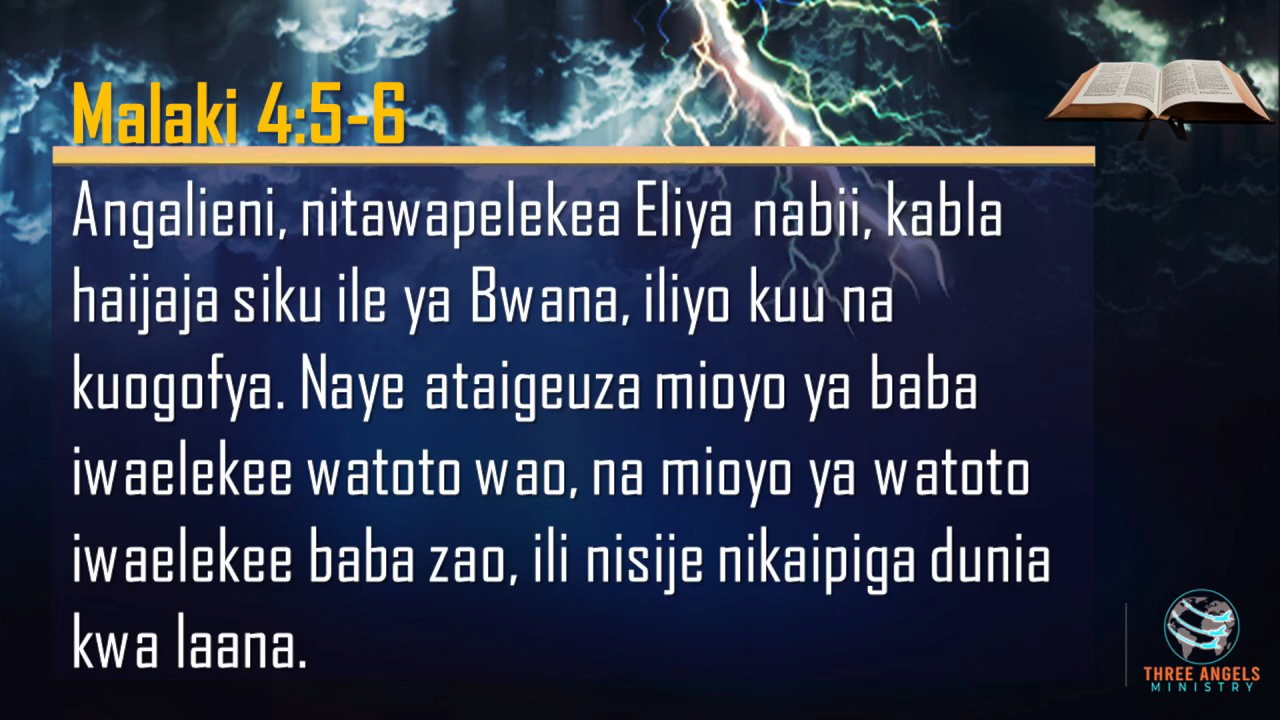 Malaki 4:5-6
Angalieni, nitawapelekea Eliya nabii, kabla
haijaja siku ile ya Bwana, iliyo kuu na
kuogofya. Naye ataigeuza mioyo ya baba
iwaelekee watoto wao, na mioyo ya watoto
iwaelekee baba zao, ili nisije nikaipiga dunia
kwa laana.
THREE ANGELS
MINISTRY